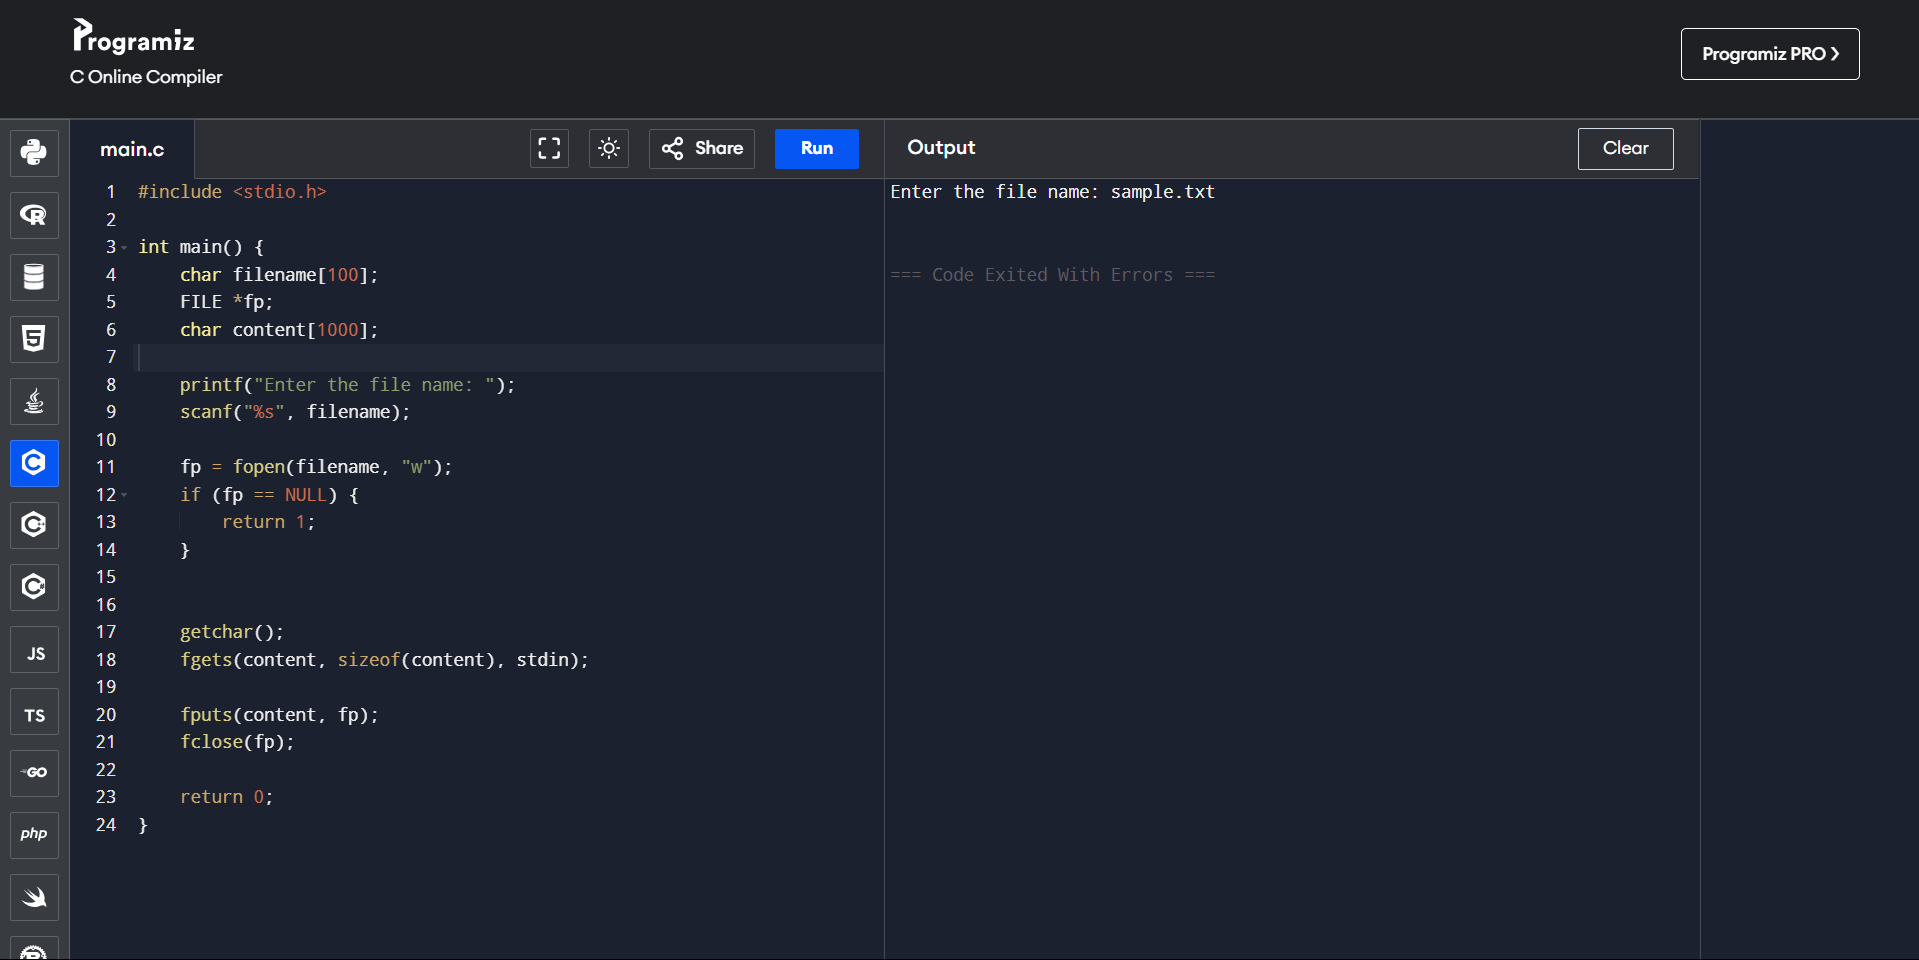 Programiz
C Online Compiler
Programiz PRO ❯
main.c
Share
Run
Output
Clear
1 #include <stdio.h>
2
3 int main() {
4     char filename[100];
5     FILE *fp;
6     char content[1000];
7
8     printf("Enter the file name: ");
9     scanf("%s", filename);
10
11     fp = fopen(filename, "w");
12     if (fp == NULL) {
13         return 1;
14     }
15
16
17     getchar();
18     fgets(content, sizeof(content), stdin);
19
20     fputs(content, fp);
21     fclose(fp);
22
23     return 0;
24 }
Enter the file name: sample.txt
=== Code Exited With Errors ===
R
5
C
C
C
JS
TS
GO
php
R